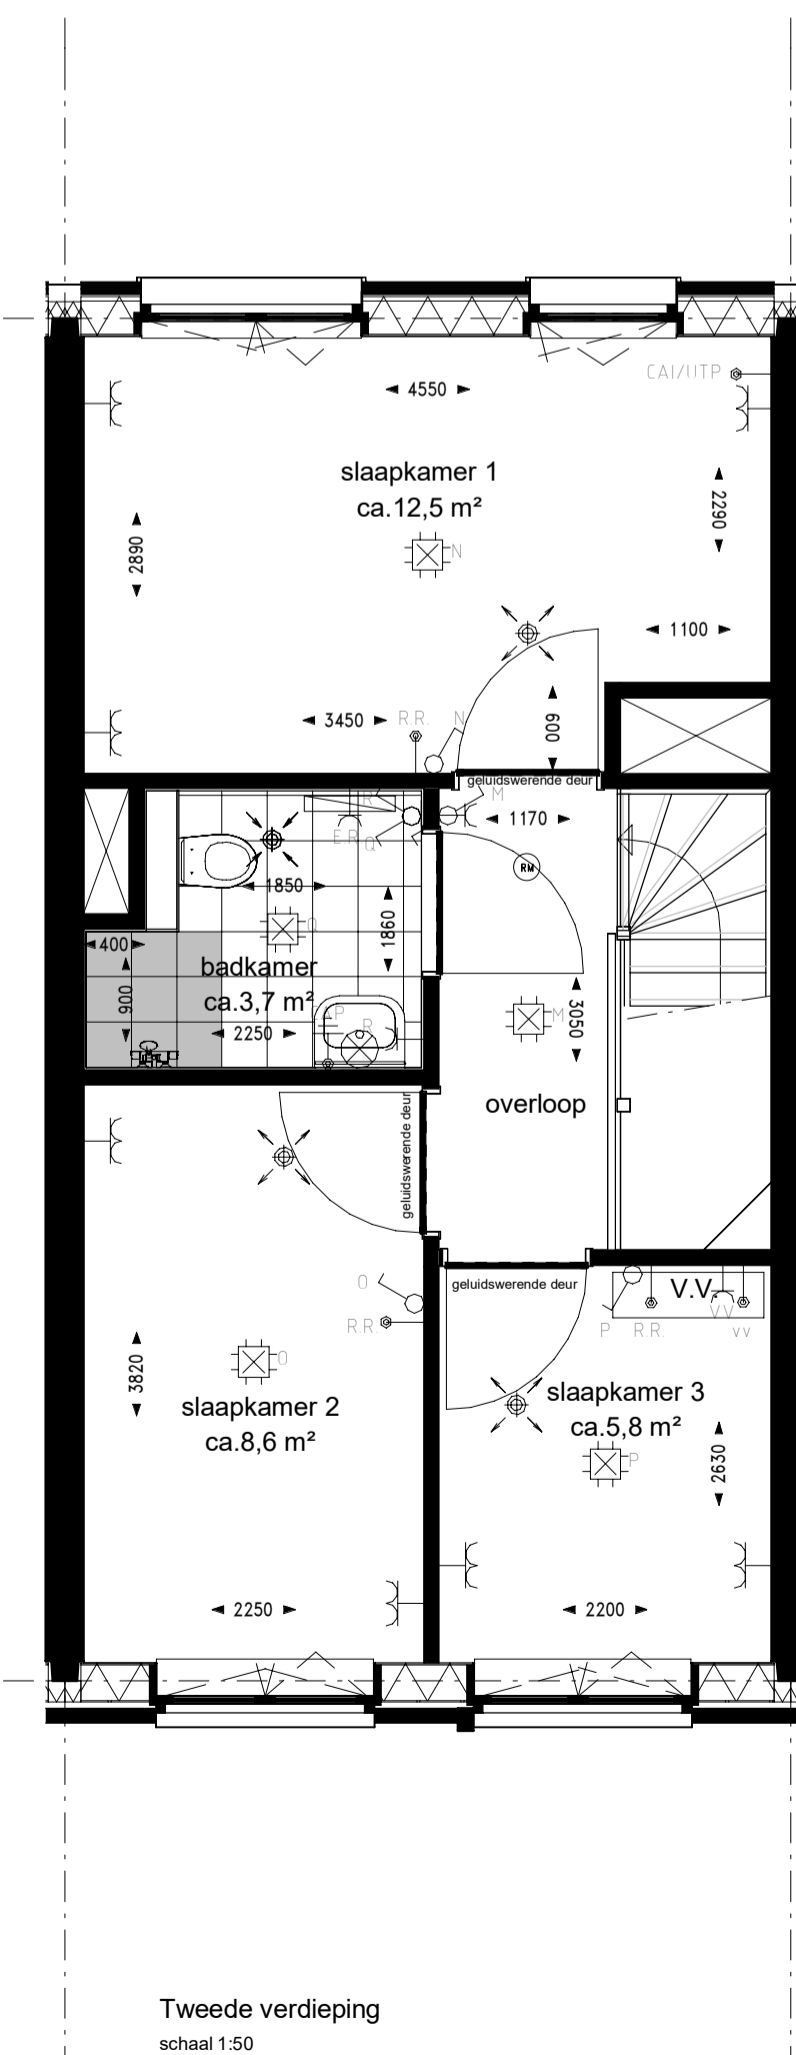 CAI/UTP
4550
slaapkamer 1
ca.12,5 m²
2290
2890
N
1100
3450
R.R.
N
600
geluidswerende deur
R
M
E.R.
Q
1170
RM
1850
Q
1860
400
badkamer
ca.3,7 m²
900
2250
R
M
3050
overloop
geluidswerende deur
geluidswerende deur
O
R.R.
V.V.
VV
P
R.R.
vv
O
3820
slaapkamer 2
ca.8,6 m²
slaapkamer 3
ca.5,8 m²
P
2630
2250
2200
Tweede verdieping
schaal 1:50